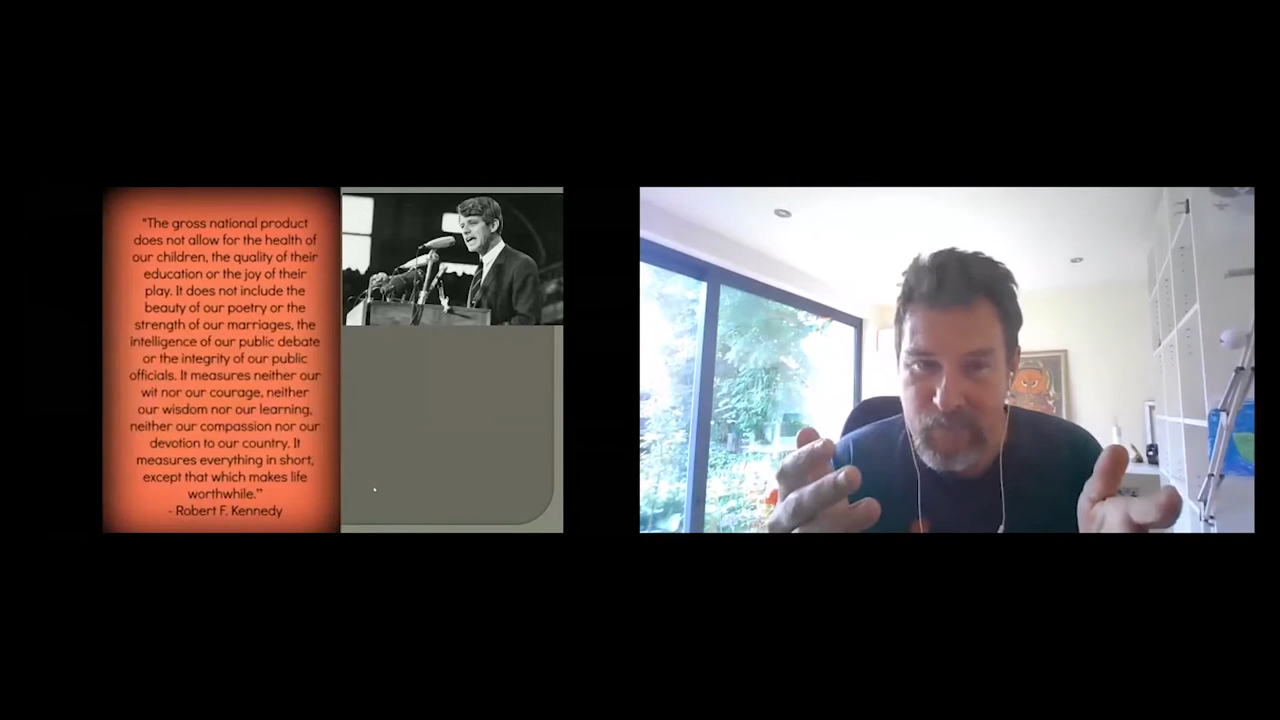 "The gross national product
does not allow for the health of
our children, the quality of their
education or the joy of their
play. It does not include the
beauty of our poetry or the
strength of our marriages, the
intelligence of our public debate
or the integrity of our public
officials. It measures neither our
wit nor our courage, neither
our wisdom nor our learning,
neither our compassion nor our
devotion to our country. It
measures everything in short,
except that which makes life
worthwhile."
- Robert F. Kennedy